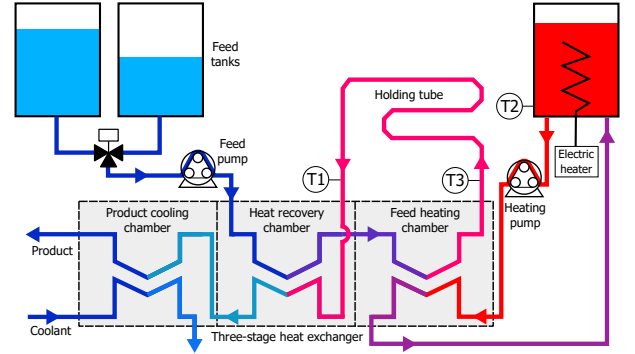 Feed
tanks
Holding tube
T2
Feed
pump
Electric
heater
T1
T3
Heating
pump
Product cooling
chamber
Heat recovery
chamber
Feed heating
chamber
Product
Coolant
Three-stage heat exchanger